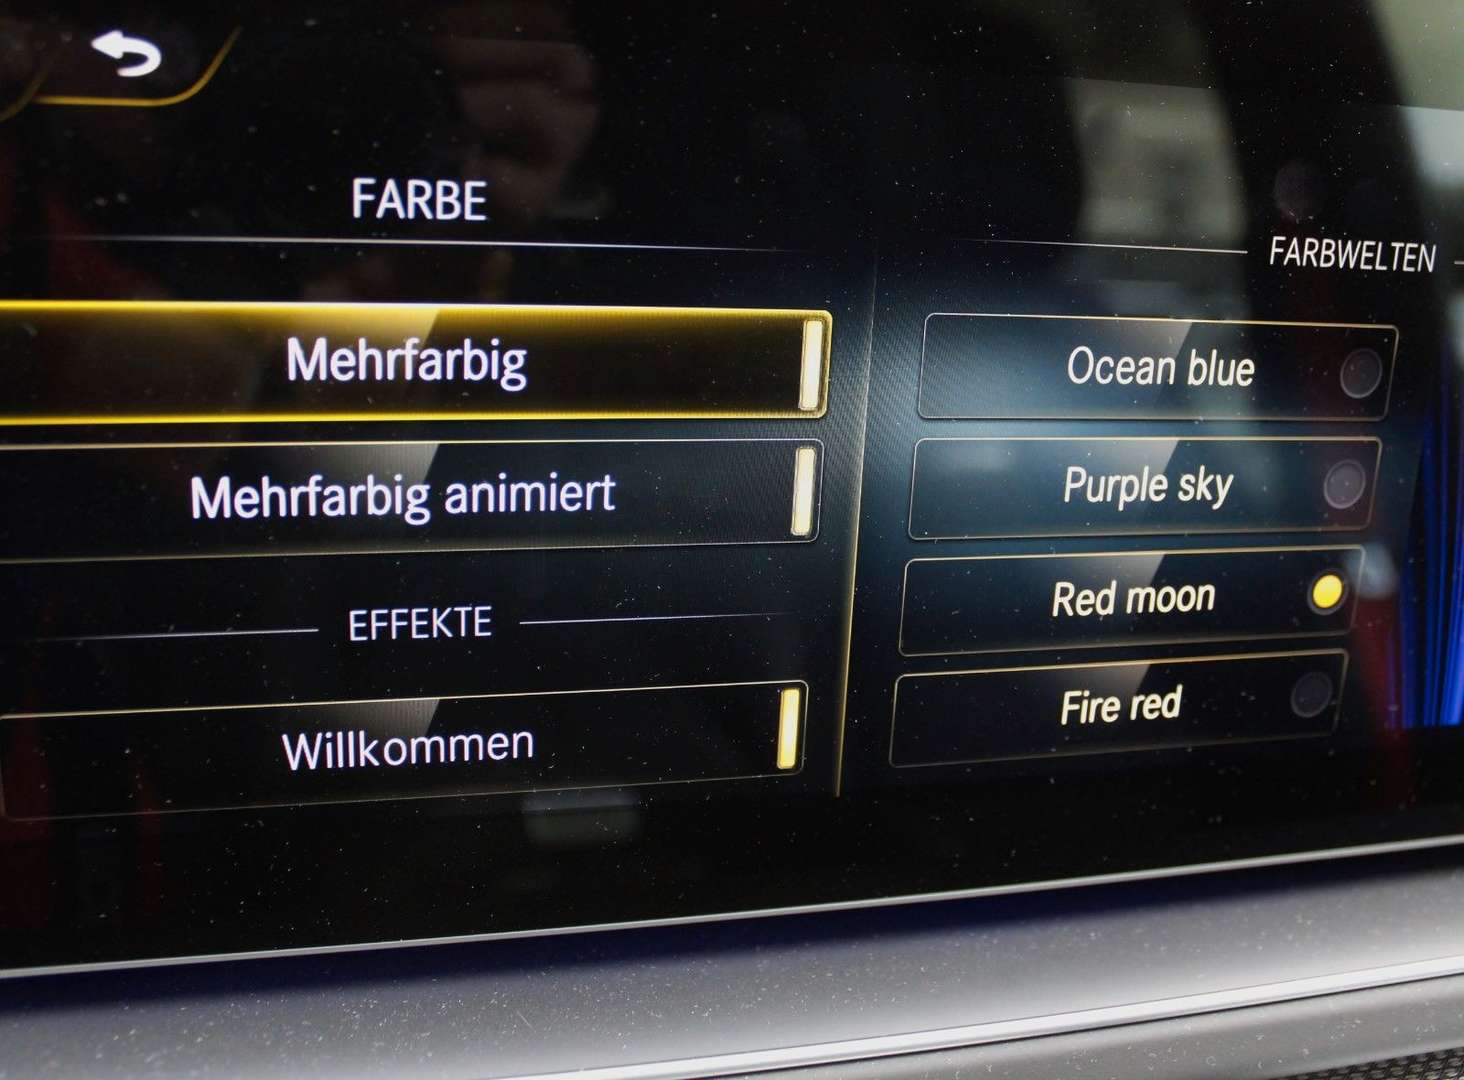 FARBE
Mehrfarbig
Mehrfarbig animiert
EFFEKTE
Willkommen
FARBWELTEN
Ocean blue
Purple sky
Red moon
Fire red